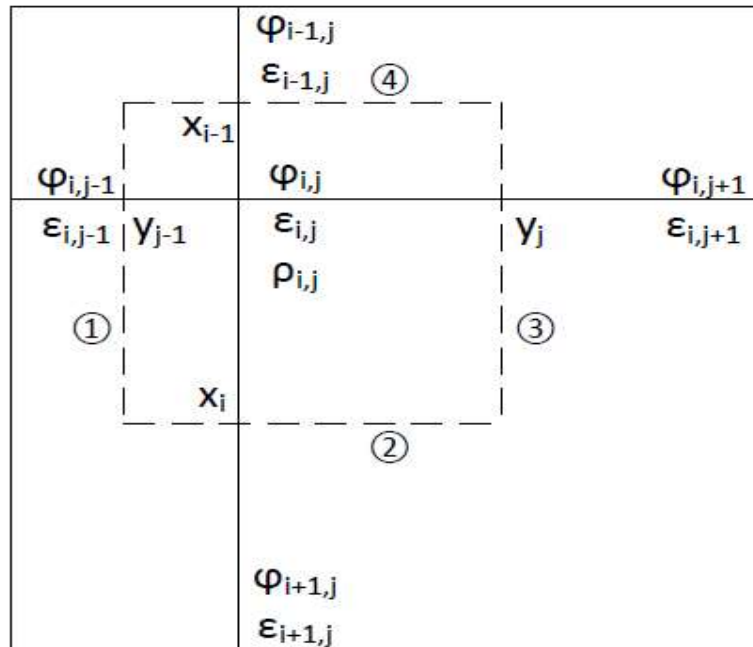 φi-1,j
εi-1,j
④
xi-1
φi,j-1
φi,j
φi,j+1
εi,j-1
yj-1
εi,j
yj
εi,j+1
ρi,j
①
③
xi
②
φi+1,j
εi+1,j